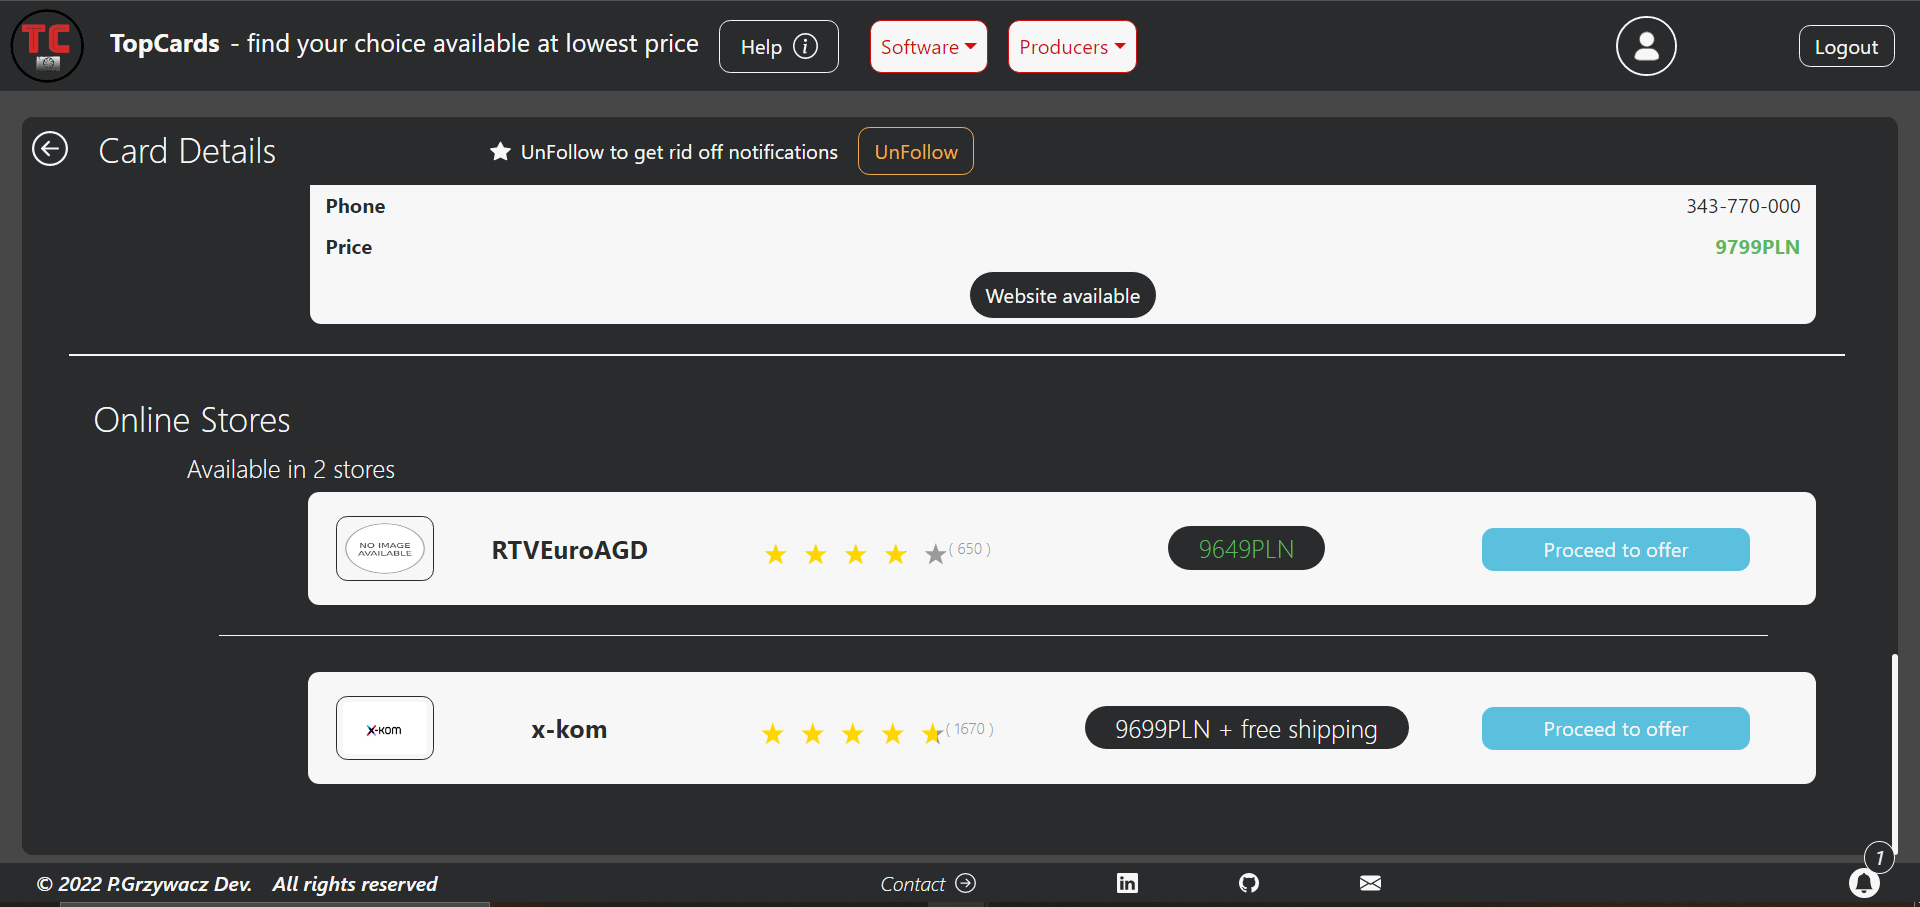 TC
TopCards - find your choice available at lowest price
Help
Software
Producers
Logout
Card Details
UnFollow to get rid off notifications
UnFollow
Phone
343-770-000
Price
9799PLN
Website available
Online Stores
Available in 2 stores
NO IMAGE
AVAILABLE
RTVEuroAGD
( 650 )
9649PLN
Proceed to offer
x-kom
x-kom
( 1670 )
9699PLN + free shipping
Proceed to offer
1
© 2022 P.Grzywacz Dev. All rights reserved
Contact
in